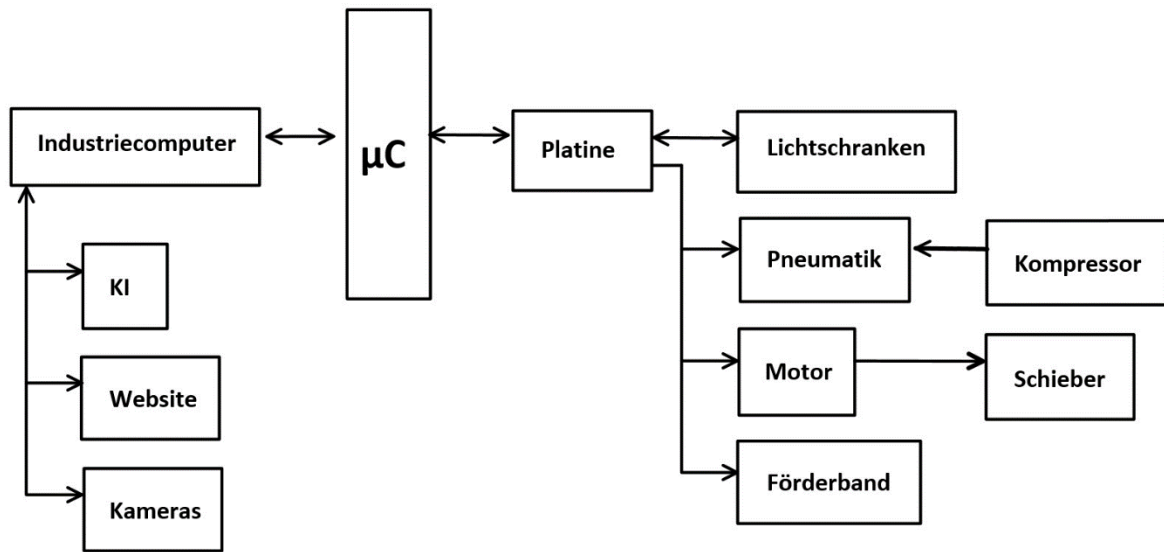 Industriecomputer
µC
Platine
Lichtschranken
KI
Pneumatik
Kompressor
Website
Motor
Schieber
Kameras
Förderband